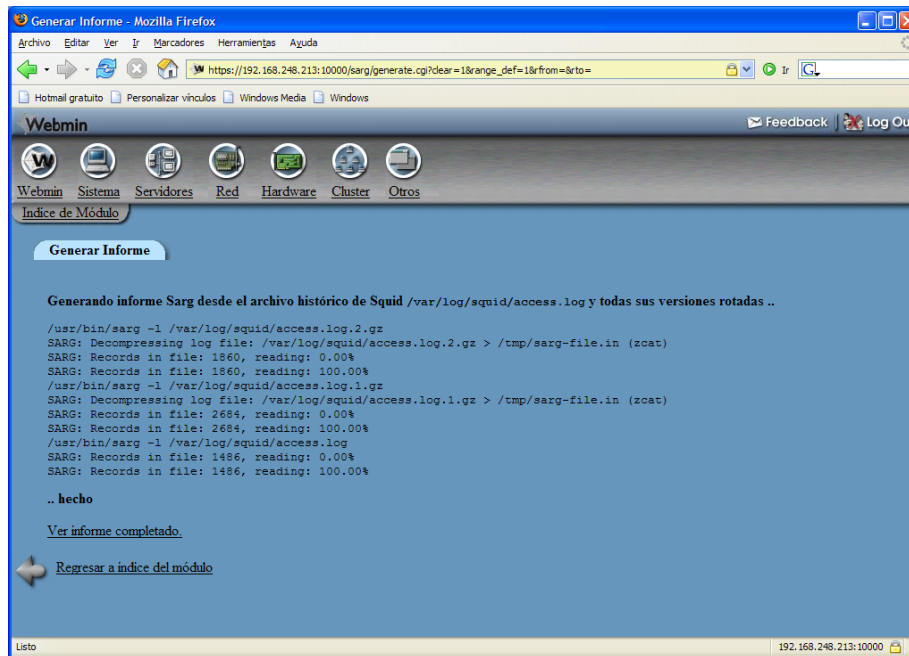 Generar Informe - Mozilla Firefox
Archivo Editar Ver Ir Marcadores Herramientas Ayuda
https://192.168.248.213:10000/sarg/generate.cgi?clear=1&range_def=1&rfrom=&rto=
Ir
G
Hotmail gratuito Personalizar vínculos Windows Media Windows
Webmin
Feedback Log Ou
Webmin Sistema Servidores Red Hardware Cluster Otros
Indice de Módulo
Generar Informe
Generando informe Sarg desde el archivo histórico de Squid /var/log/squid/access.log y todas sus versiones rotadas ..
/usr/bin/sarg -l /var/log/squid/access.log.2.gz
SARG: Decompressing log file: /var/log/squid/access.log.2.gz > /tmp/sarg-file.in (zcat)
SARG: Records in file: 1860, reading: 0.00%
SARG: Records in file: 1860, reading: 100.00%
/usr/bin/sarg -l /var/log/squid/access.log.1.gz
SARG: Decompressing log file: /var/log/squid/access.log.1.gz > /tmp/sarg-file.in (zcat)
SARG: Records in file: 2684, reading: 0.00%
SARG: Records in file: 2684, reading: 100.00%
/usr/bin/sarg -l /var/log/squid/access.log
SARG: Records in file: 1486, reading: 0.00%
SARG: Records in file: 1486, reading: 100.00%
.. hecho
Ver informe completado.
Regresar a índice del módulo
Listo
192.168.248.213:10000